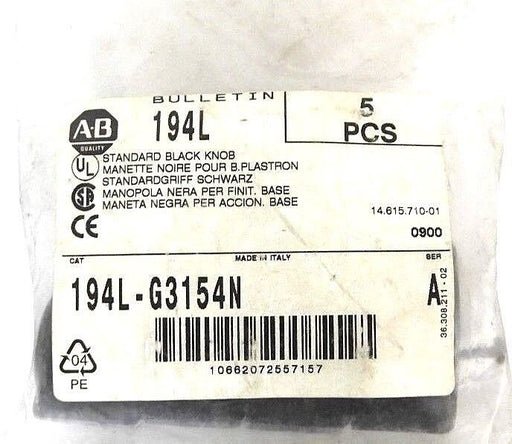 BULLETIN
194L
5
PCS
A-B
QUALITY
UL
STANDARD BLACK KNOB
MANETTE NOIRE POUR B.PLASTRON
STANDARDGRIFF SCHWARZ
MANOPOLA NERA PER FINIT. BASE
MANETA NEGRA PER ACCION. BASE
SA
CE
14.615.710-01
0900
CAT
MADE IN ITALY
SER
194L-G3154N
A
36.308.211-02
10662072557157
04
PE